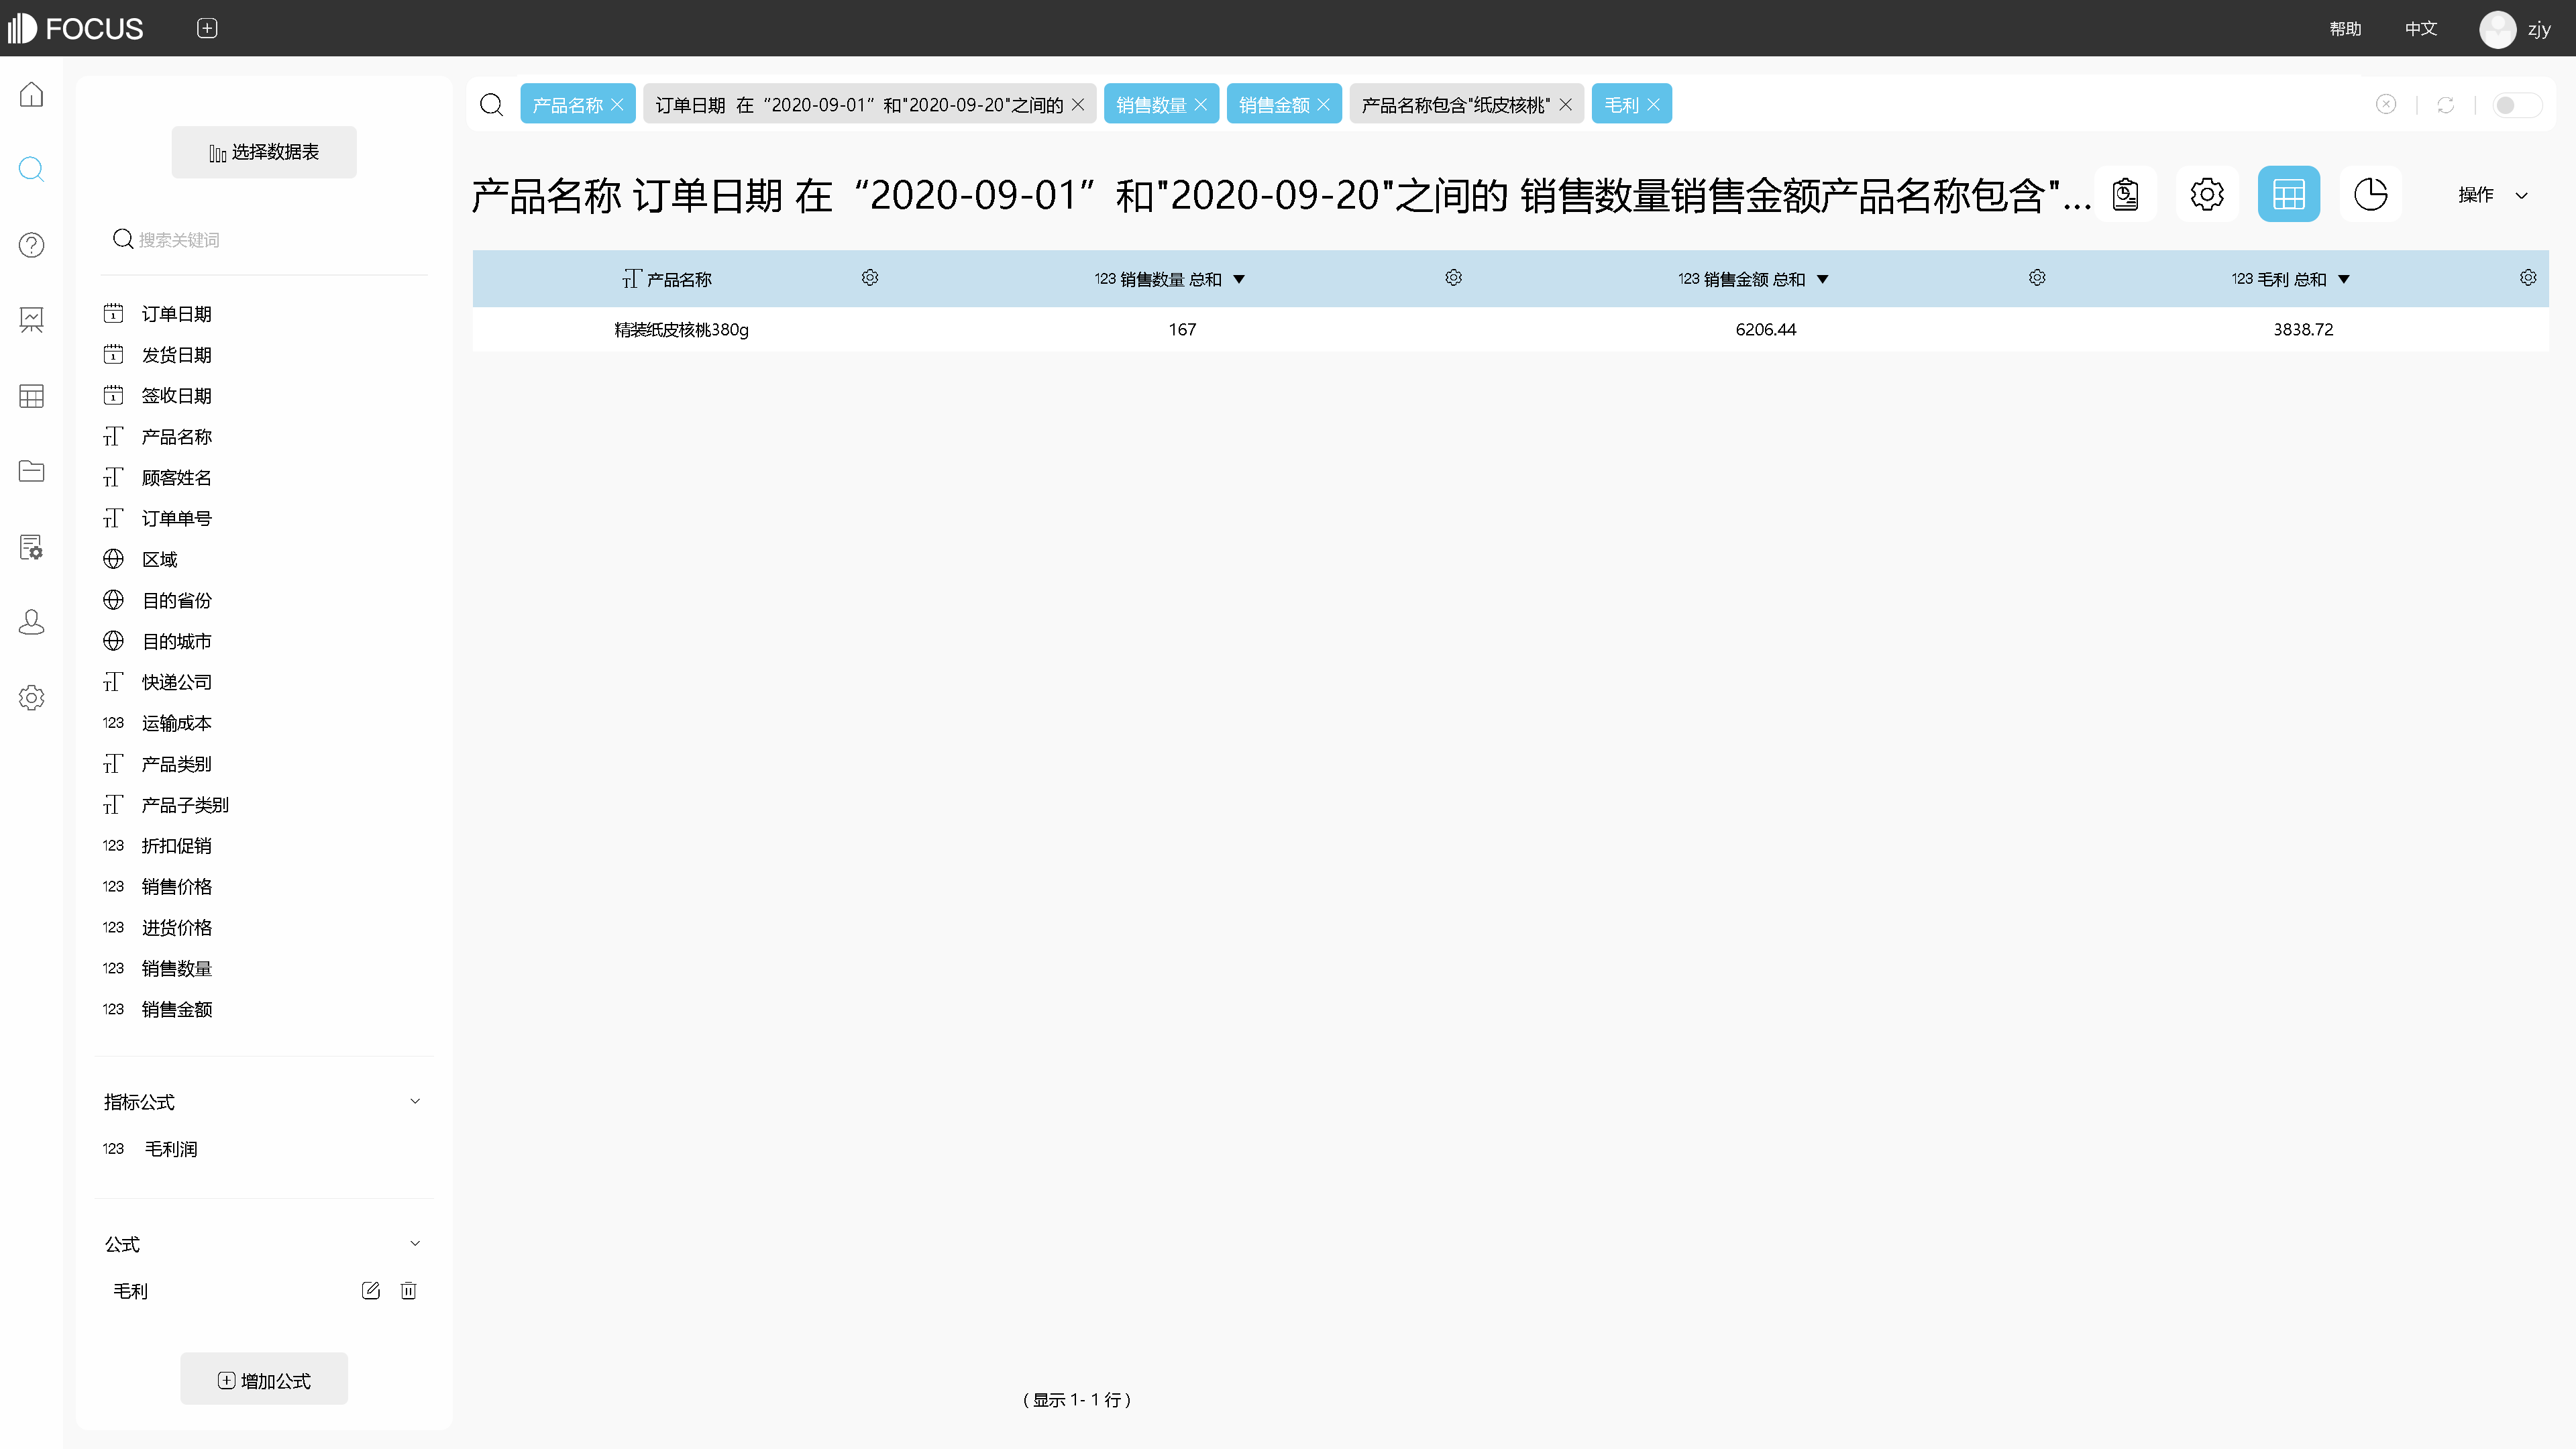 FOCUS
帮助
中文
zjy
产品名称
订单日期 在“2020-09-01”和"2020-09-20"之间的
销售数量
销售金额
产品名称包含"纸皮核桃"
毛利
选择数据表
搜索关键词
订单日期
发货日期
签收日期
产品名称
顾客姓名
订单单号
区域
目的省份
目的城市
快递公司
123 运输成本
产品类别
产品子类别
123 折扣促销
123 销售价格
123 进货价格
123 销售数量
123 销售金额
指标公式
123 毛利润
公式
毛利
增加公式
产品名称 订单日期 在“2020-09-01”和"2020-09-20"之间的 销售数量销售金额产品名称包含"...
操作
产品名称
123 销售数量 总和
123 销售金额 总和
123 毛利 总和
精装纸皮核桃380g
167
6206.44
3838.72
（显示 1- 1 行）